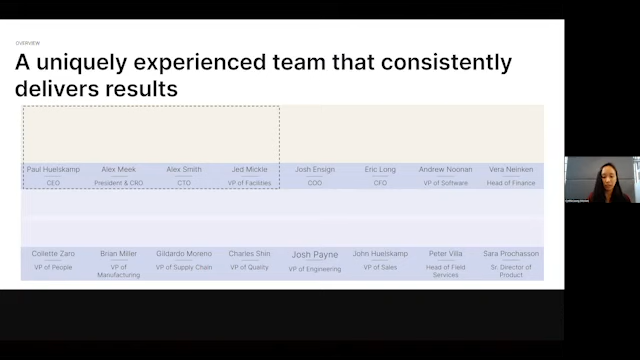 OVERVIEW
A uniquely experienced team that consistently
delivers results
Paul Huelskamp
CEO
Alex Meek
President & CRO
Alex Smith
CTO
Jed Mickle
VP of Facilities
Josh Ensign
COO
Eric Long
CFO
Andrew Noonan
VP of Software
Vera Neinken
Head of Finance
Collette Zaro
VP of People
Brian Miller
VP of
Manufacturing
Gildardo Moreno
VP of Supply Chain
Charles Shin
VP of Quality
Josh Payne
VP of Engineering
John Huelskamp
VP of Sales
Peter Villa
Head of Field
Services
Sara Prochasson
Sr. Director of
Product